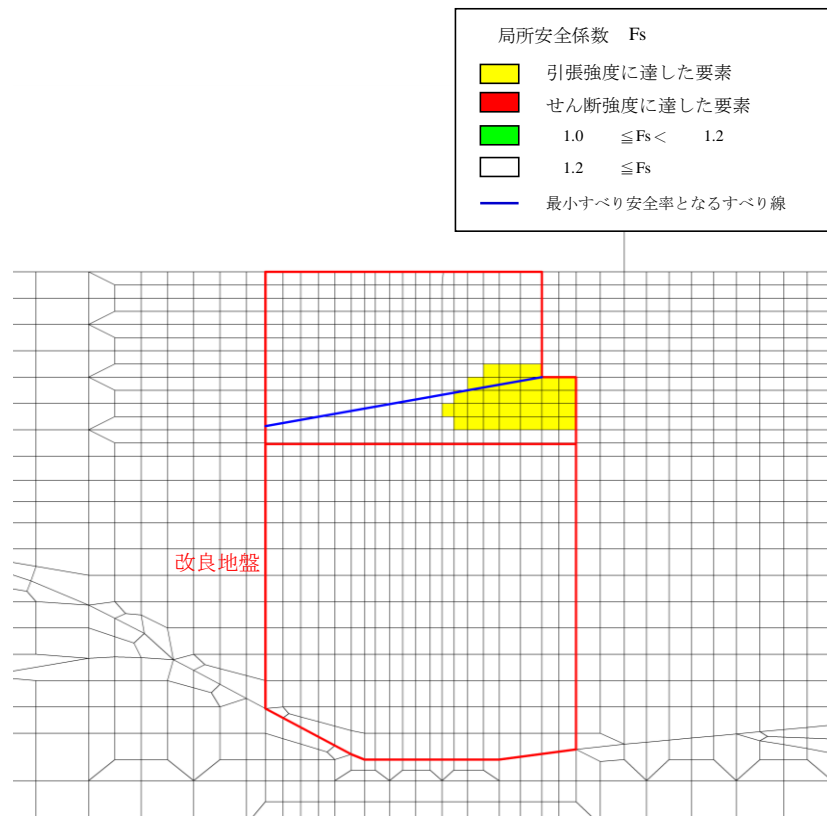 局所安全係数 Fs
引張強度に達した要素
せん断強度に達した要素
1.0 ≦Fs＜ 1.2
1.2 ≦Fs
最小すべり安全率となるすべり線
改良地盤